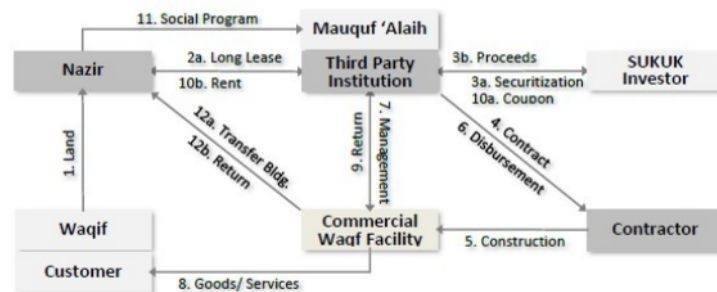 11. Social Program
Mauquf ‘Alaih
Nazir
2a. Long Lease
10b. Rent
Third Party
Institution
3b. Proceeds
3a. Securitization
10a. Coupon
SUKUK
Investor
1. Land
12a. Transfer Bldg.
12b. Return
9. Return
7. Management
4. Contract
6. Disbursement
Waqif
Customer
Commercial
Waqf Facility
5. Construction
Contractor
8. Goods/ Services